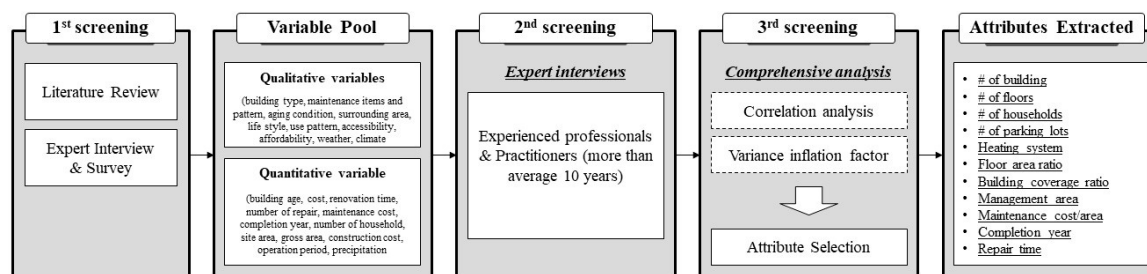 1st screening
Literature Review
Expert Interview
& Survey
Variable Pool
Qualitative variables
(building type, maintenance items and
pattern, aging condition, surrounding area,
life style, use pattern, accessibility,
affordability, weather, climate
Quantitative variable
(building age, cost, renovation time,
number of repair, maintenance cost,
completion year, number of household,
site area, gross area, construction cost,
operation period, precipitation
2nd screening
Expert interviews
Experienced professionals
& Practitioners (more than
average 10 years)
3rd screening
Comprehensive analysis
Correlation analysis
Variance inflation factor
Attribute Selection
Attributes Extracted
• # of building
• # of floors
• # of households
• # of parking lots
• Heating system
• Floor area ratio
• Building coverage ratio
• Management area
• Maintenance cost/area
• Completion year
• Repair time